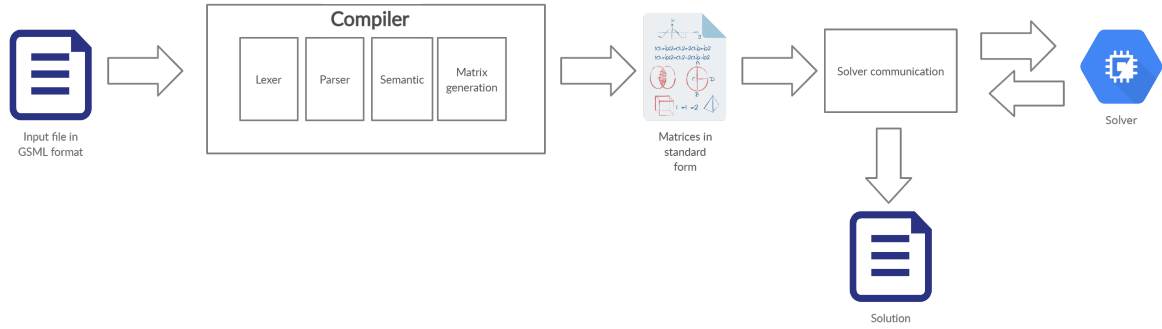 Compiler
Lexer
Parser
Semantic
Matrix
generation
Input file in
GSML format
Matrices in
standard
form
Solver communication
Solver
Solution